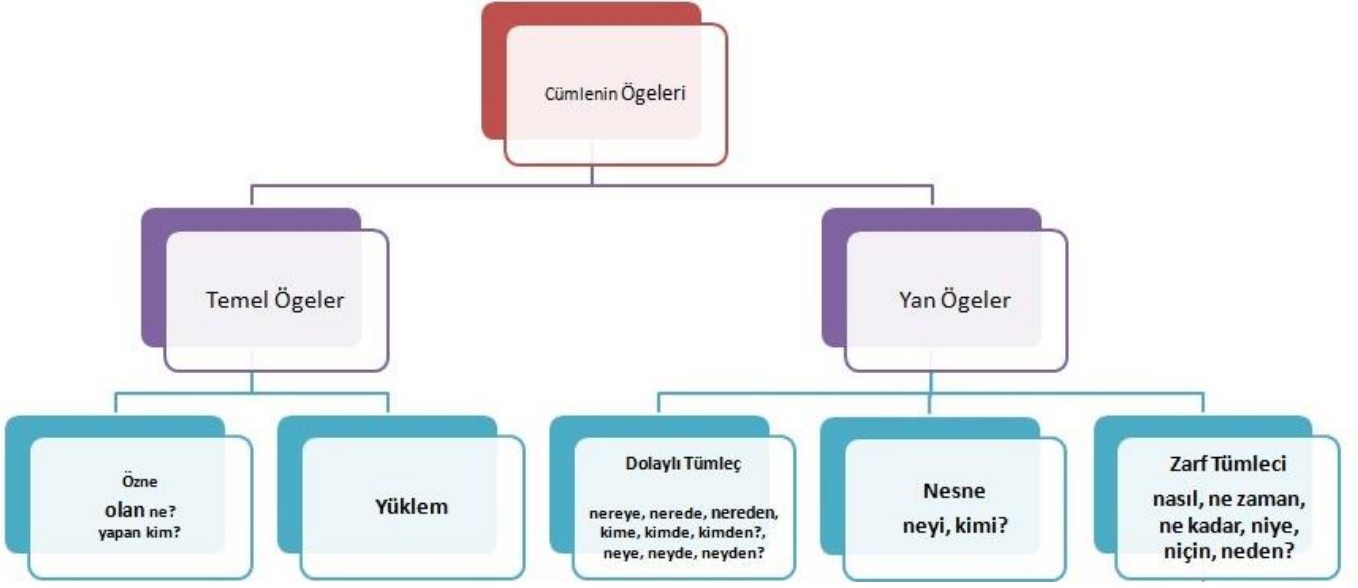 Cümlenin Ögeleri
Temel Ögeler
Yan Ögeler
Özne
olan ne?
yapan kim?
Yüklem
Dolaylı Tümleç
nereye, nerede, nereden,
kime, kimde, kimden?,
neye, neyde, neyden?
Nesne
neyi, kimi?
Zarf Tümleci
nasıl, ne zaman,
ne kadar, niye,
niçin, neden?